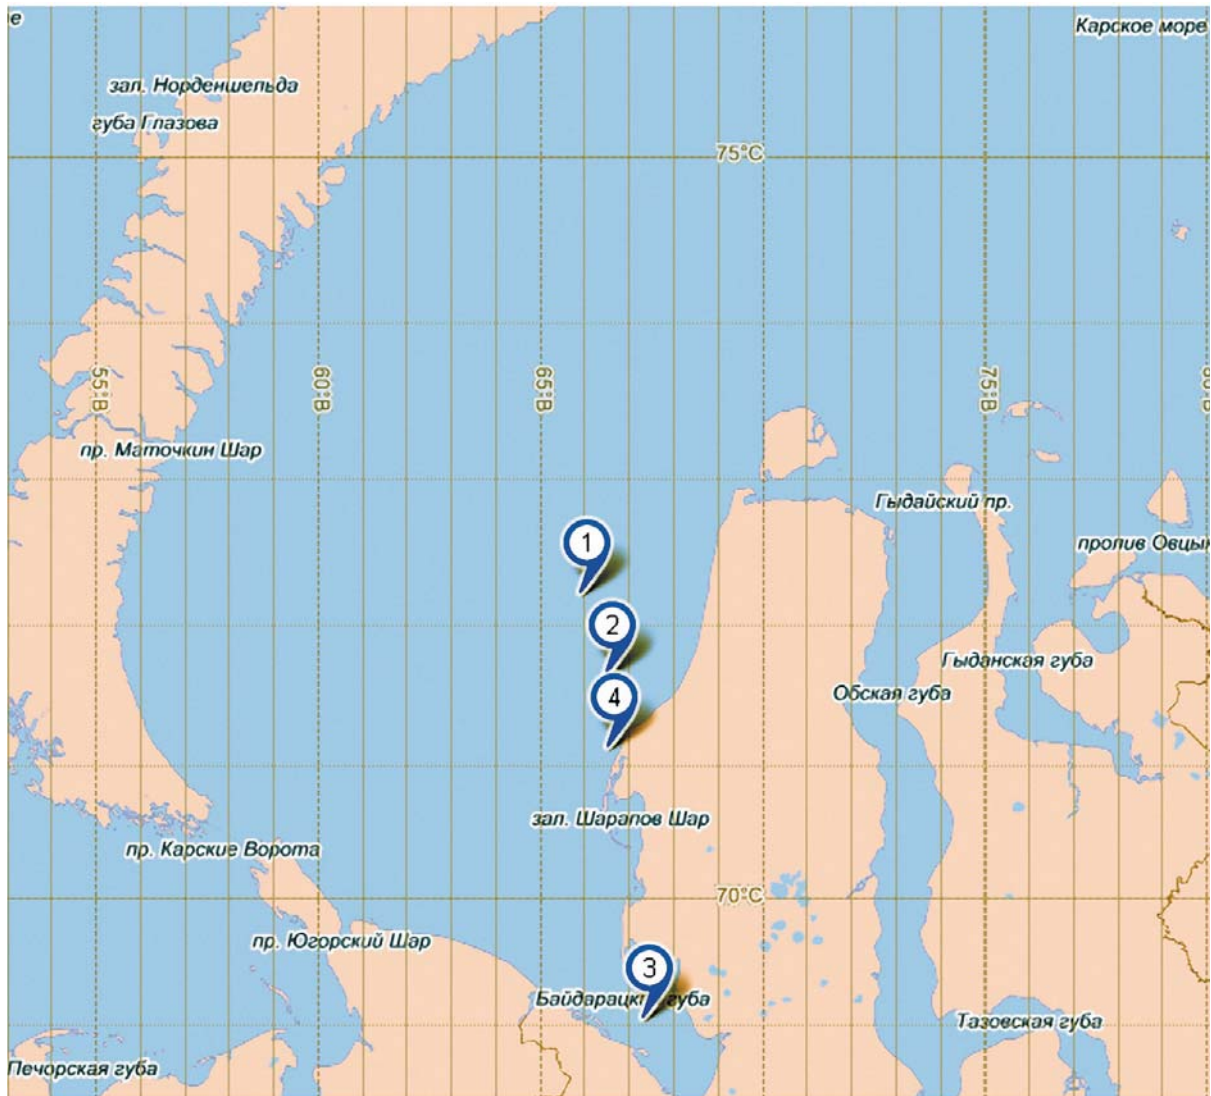 е
Карское море
зал. Норденшельда
губа Глазова
75°С
55°В
60°В
65°В
75°В
пр. Маточкин Шар
Гыдайский пр.
1
пролив Овцын
2
Гыданская губа
4
Обская губа
зал. Шарапов Шар
пр. Карские Ворота
70°С
пр. Югорский Шар
3
Байдарацк губа
Тазовская губа
Печорская губа